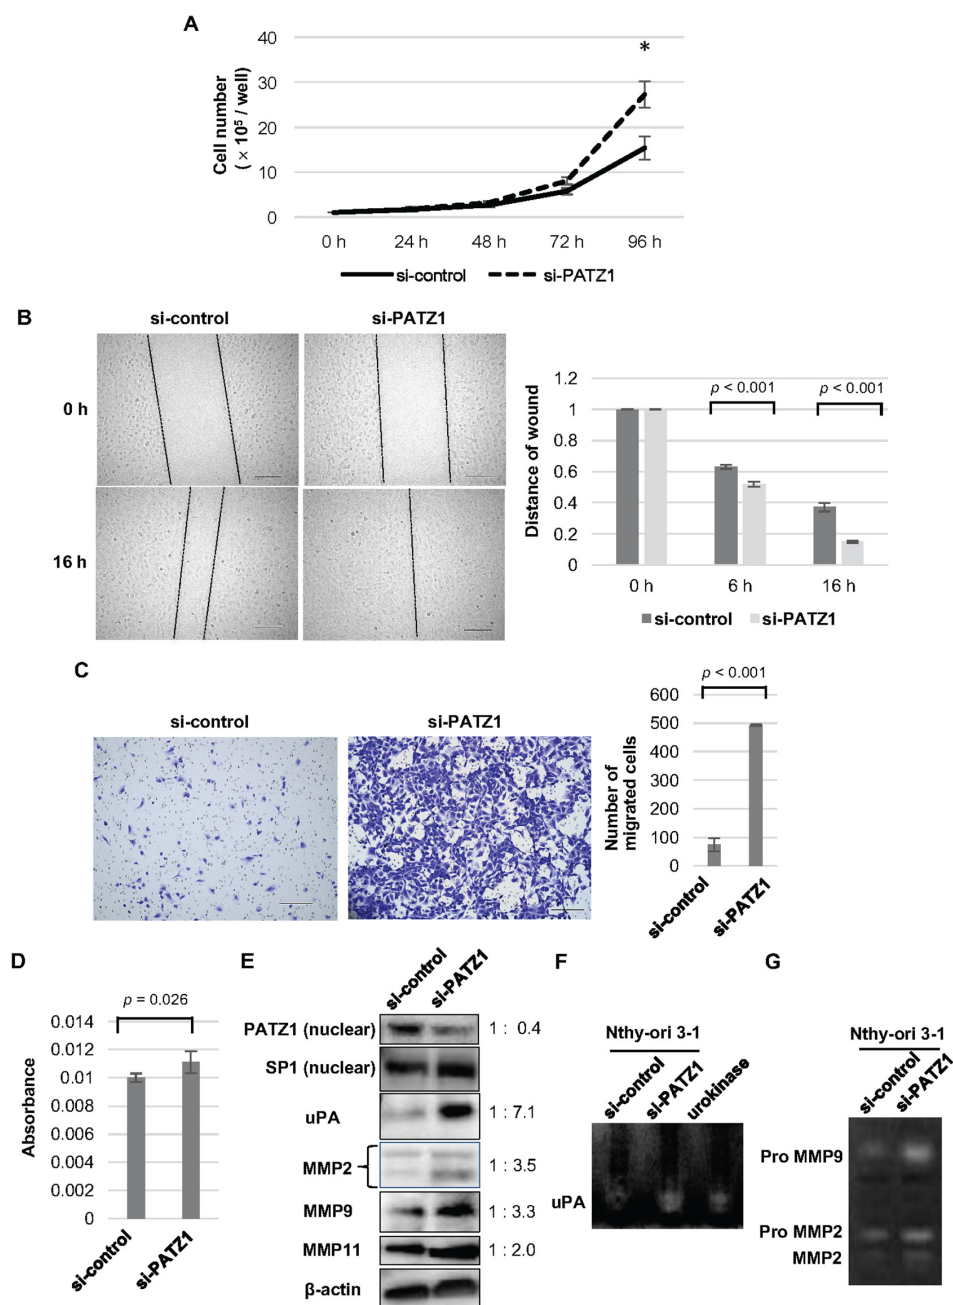 A
40
30
20
10
0
Cell number
( × 10⁵ / well)
*
0 h 24 h 48 h 72 h 96 h
si-control si-PATZ1
B
si-control si-PATZ1
0 h
16 h
1.2
1
0.8
0.6
0.4
0.2
0
Distance of wound
p < 0.001 p < 0.001
0 h 6 h 16 h
si-control si-PATZ1
C
si-control si-PATZ1
p < 0.001
600
500
400
300
200
100
0
Number of
migrated cells
si-control si-PATZ1
D
p = 0.026
0.014
0.012
0.01
0.008
0.006
0.004
0.002
0
Absorbance
si-control si-PATZ1
E
si-control si-PATZ1
PATZ1 (nuclear) 1 : 0.4
SP1 (nuclear)
uPA 1 : 7.1
MMP2 1 : 3.5
MMP9 1 : 3.3
MMP11 1 : 2.0
β-actin
F
Nthy-ori 3-1
si-control si-PATZ1 urokinase
uPA
G
Nthy-ori 3-1
si-control si-PATZ1
Pro MMP9
Pro MMP2
MMP2